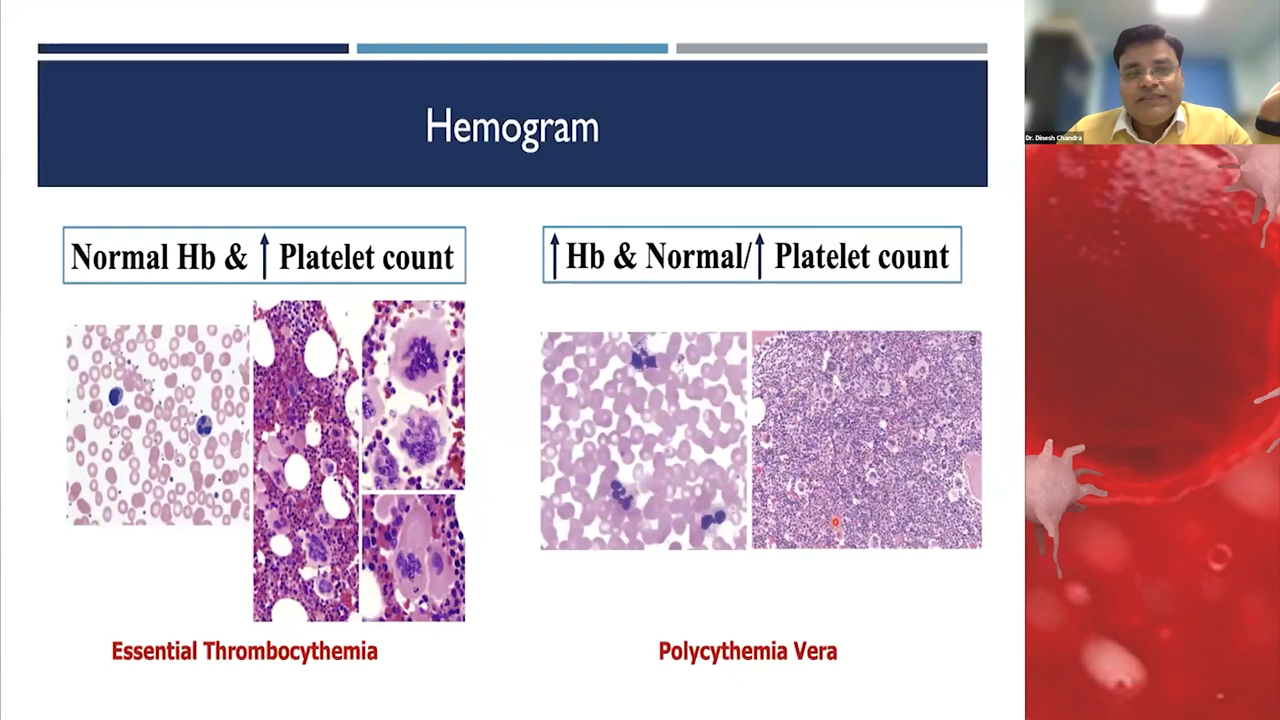 Hemogram
Normal Hb & ↑ Platelet count
↑ Hb & Normal/↑ Platelet count
Essential Thrombocythemia
Polycythemia Vera
Dr. Dinesh Chandra